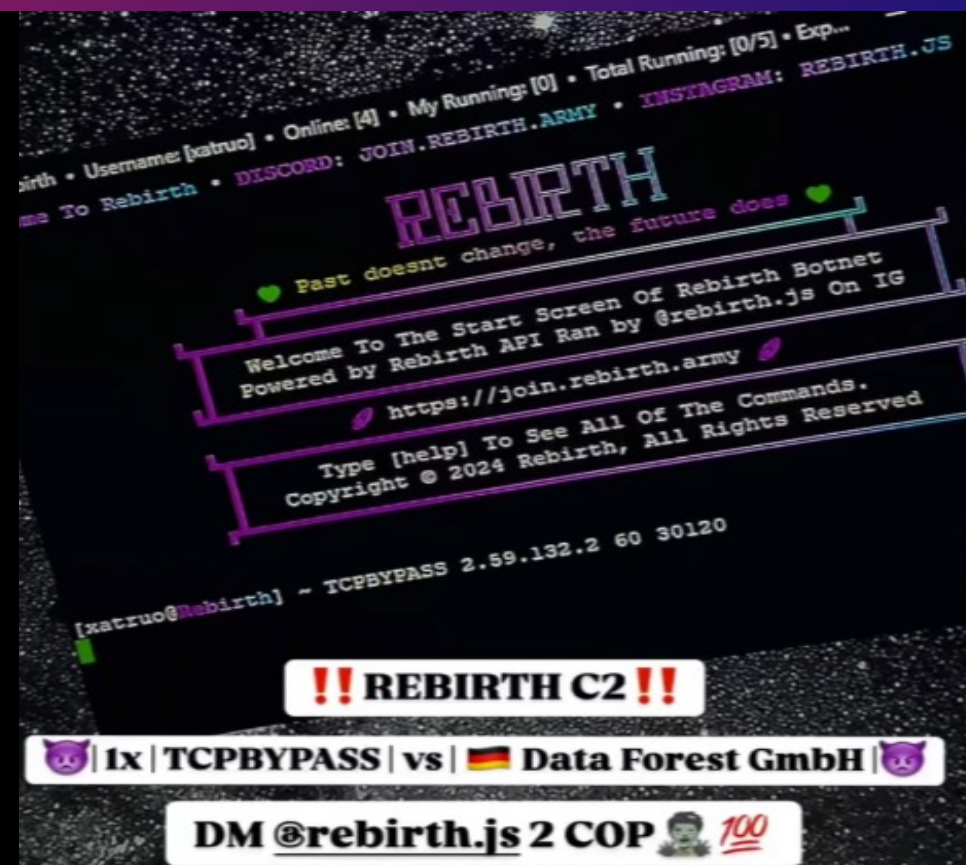 irth • Username: [xatruo] • Online: [4] • My Running: [0] • Total Running: [0/5] • Exp...
me To Rebirth • DISCORD: JOIN.REBIRTH.ARMY • INSTAGRAM: REBIRTH.JS
REBIRTH
💚 Past doesnt change, the future does 💚
Welcome To The Start Screen Of Rebirth Botnet
Powered by Rebirth API Ran by @rebirth.js On IG
https://join.rebirth.army
Type [help] To See All Of The Commands.
Copyright © 2024 Rebirth, All Rights Reserved
[xatruo@Rebirth] ~ TCPBYPASS 2.59.132.2 60 30120
‼️REBIRTH C2‼️
😈|1x|TCPBYPASS|vs|🇩🇪 Data Forest GmbH|😈
DM @rebirth.js 2 COP 💯